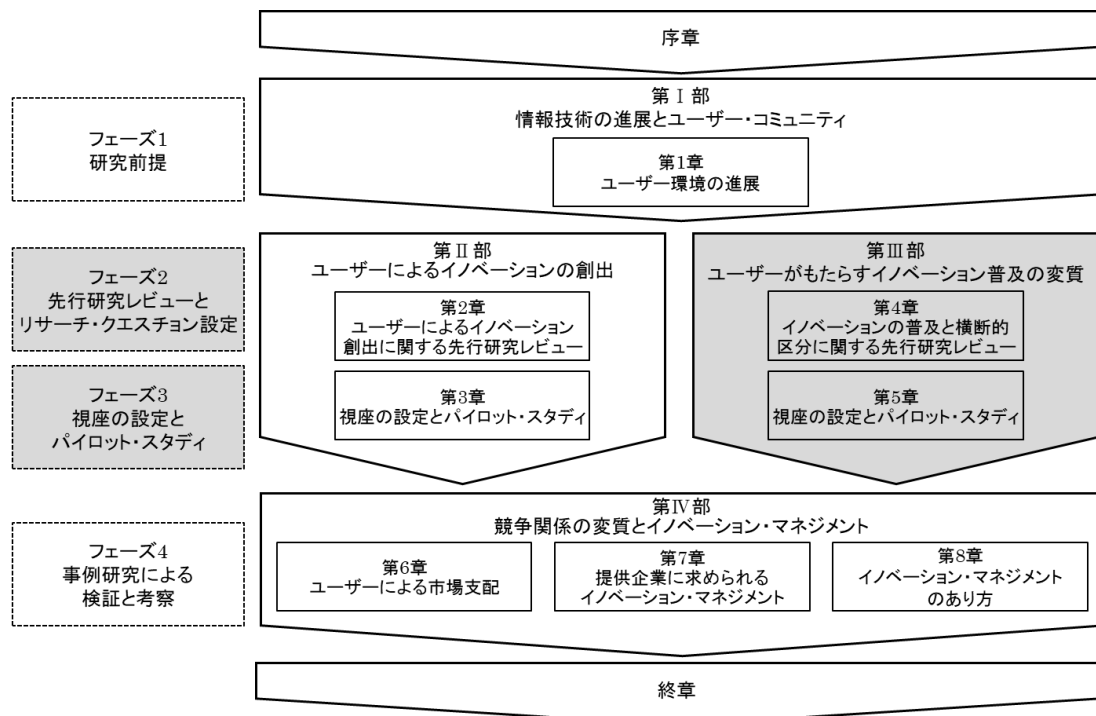 序章
フェーズ1
研究前提
第Ⅰ部
情報技術の進展とユーザー・コミュニティ
第1章
ユーザー環境の進展
フェーズ2
先行研究レビューと
リサーチ・クエスチョン設定
フェーズ3
視座の設定と
パイロット・スタディ
第Ⅱ部
ユーザーによるイノベーションの創出
第2章
ユーザーによるイノベーション
創出に関する先行研究レビュー
第3章
視座の設定とパイロット・スタディ
第Ⅲ部
ユーザーがもたらすイノベーション普及の変質
第4章
イノベーションの普及と横断的
区分に関する先行研究レビュー
第5章
視座の設定とパイロット・スタディ
フェーズ4
事例研究による
検証と考察
第Ⅳ部
競争関係の変質とイノベーション・マネジメント
第6章
ユーザーによる市場支配
第7章
提供企業に求められる
イノベーション・マネジメント
第8章
イノベーション・マネジメント
のあり方
終章